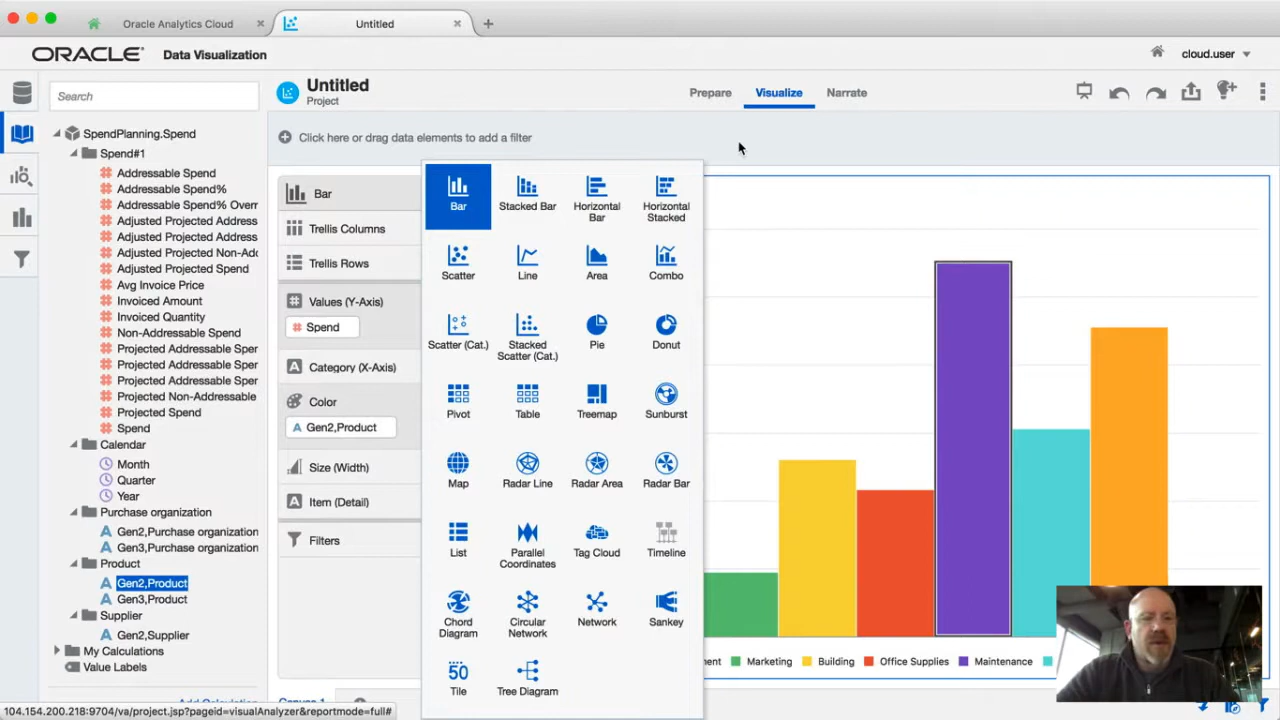 Oracle Analytics Cloud
Untitled
ORACLE
Data Visualization
cloud.user
Search
Untitled
Project
Prepare
Visualize
Narrate
Click here or drag data elements to add a filter
SpendPlanning.Spend
Spend#1
Addressable Spend
Addressable Spend%
Addressable Spend% Overr
Adjusted Projected Address
Adjusted Projected Address
Adjusted Projected Non-Add
Adjusted Projected Spend
Avg Invoice Price
Invoiced Amount
Invoiced Quantity
Non-Addressable Spend
Projected Addressable Sper
Projected Addressable Sper
Projected Addressable Sper
Projected Non-Addressable
Projected Spend
Spend
Calendar
Month
Quarter
Year
Purchase organization
Gen2,Purchase organization
Gen3,Purchase organization
Product
Gen2,Product
Gen3,Product
Supplier
Gen2,Supplier
My Calculations
Value Labels
104.154.200.218:9704/va/project.jsp?pageid=visualAnalyzer&reportmode=full#
Bar
Trellis Columns
Trellis Rows
Values (Y-Axis)
Spend
Category (X-Axis)
Color
Gen2,Product
Size (Width)
Item (Detail)
Filters
Bar
Stacked Bar
Horizontal
Bar
Horizontal
Stacked
Scatter
Line
Area
Combo
Scatter (Cat.)
Stacked
Scatter (Cat.)
Pie
Donut
Pivot
Table
Treemap
Sunburst
Map
Radar Line
Radar Area
Radar Bar
List
Parallel
Coordinates
Tag Cloud
Timeline
Chord
Diagram
Circular
Network
Network
Sankey
50
Tile
Tree Diagram
ment
Marketing
Building
Office Supplies
Maintenance